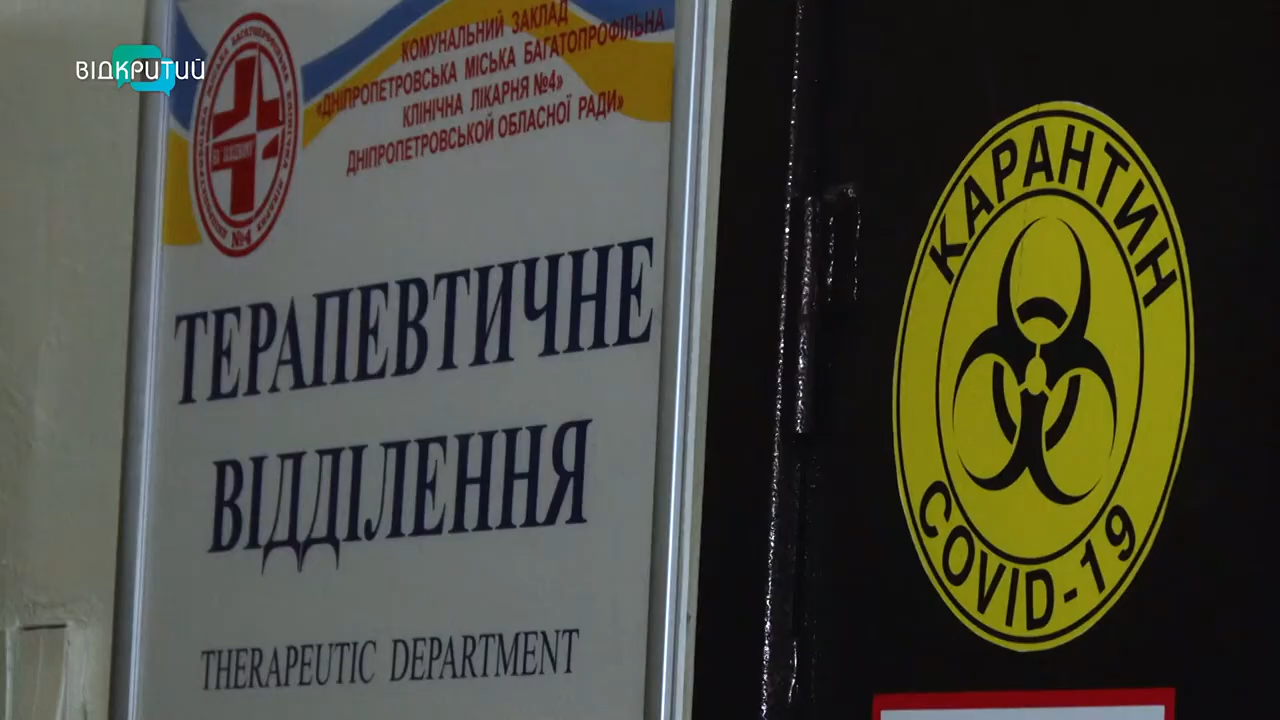 ВІДКРИТИЙ
КОМУНАЛЬНИЙ ЗАКЛАД
«ДНІПРОПЕТРОВСЬКА МІСЬКА БАГАТОПРОФІЛЬНА
КЛІНІЧНА ЛІКАРНЯ №4»
ДНІПРОПЕТРОВСЬКОЙ ОБЛАСНОЇ РАДИ»
№4
ТЕРАПЕВТИЧНЕ
ВІДДІЛЕННЯ
THERAPEUTIC DEPARTMENT
КАРАНТИН
COVID-19